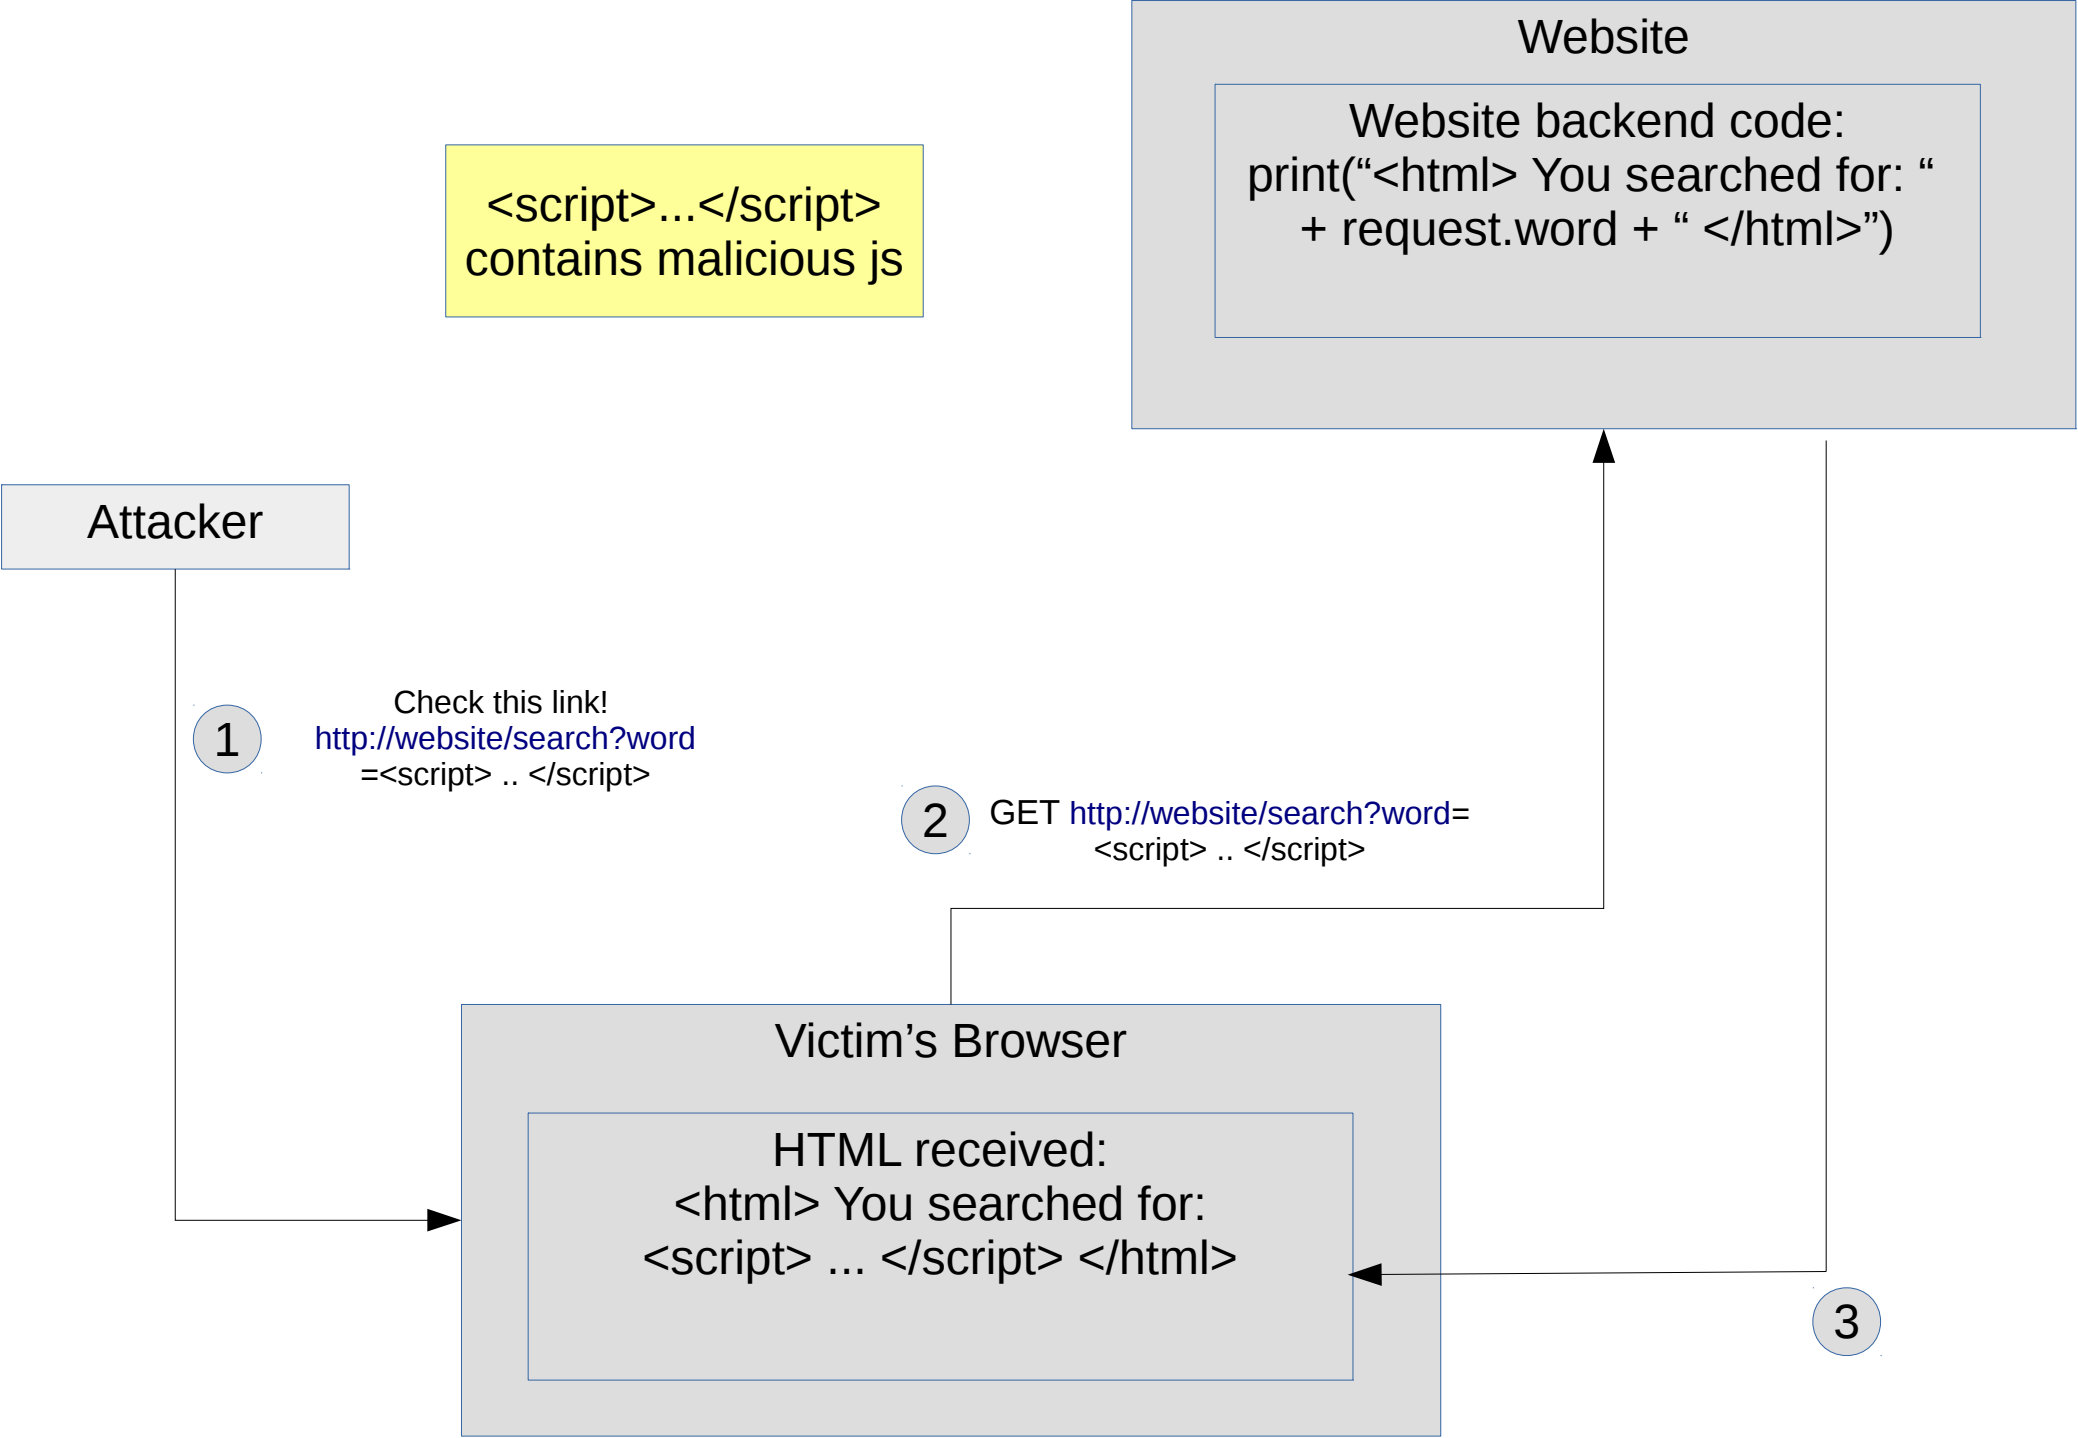 Website
Website backend code:
print(“<html> You searched for: “
+ request.word + “ </html>”)
<script>...</script>
contains malicious js
Attacker
1
Check this link!
http://website/search?word
=<script> .. </script>
2
GET http://website/search?word=
<script> .. </script>
Victim’s Browser
HTML received:
<html> You searched for:
<script> ... </script> </html>
3